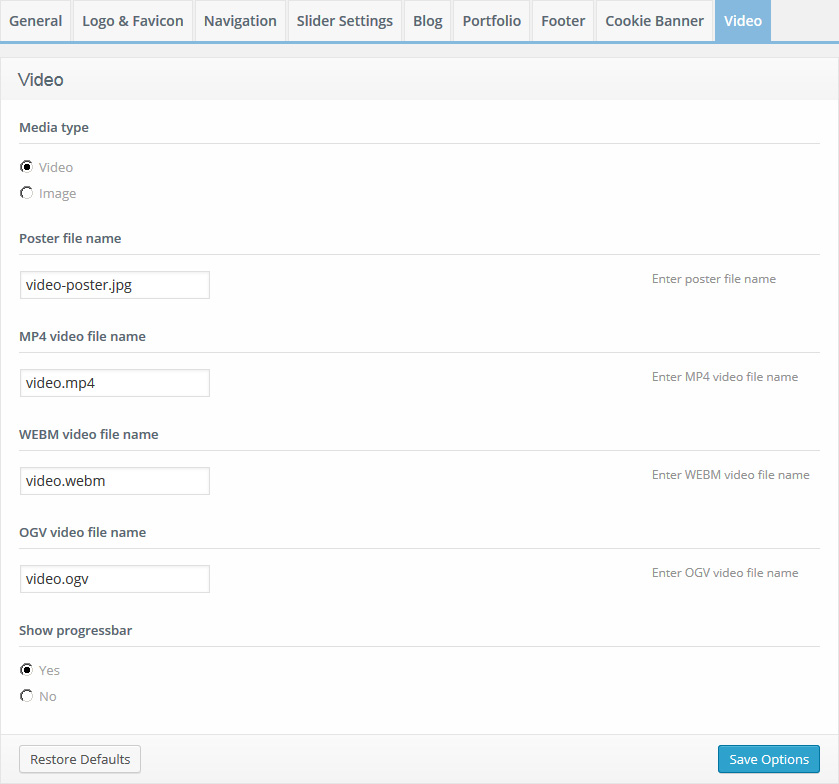 General Logo & Favicon Navigation Slider Settings Blog Portfolio Footer Cookie Banner Video
Video
Media type
Video
Image
Poster file name
video-poster.jpg Enter poster file name
MP4 video file name
video.mp4 Enter MP4 video file name
WEBM video file name
video.webm Enter WEBM video file name
OGV video file name
video.ogv Enter OGV video file name
Show progressbar
Yes
No
Restore Defaults Save Options